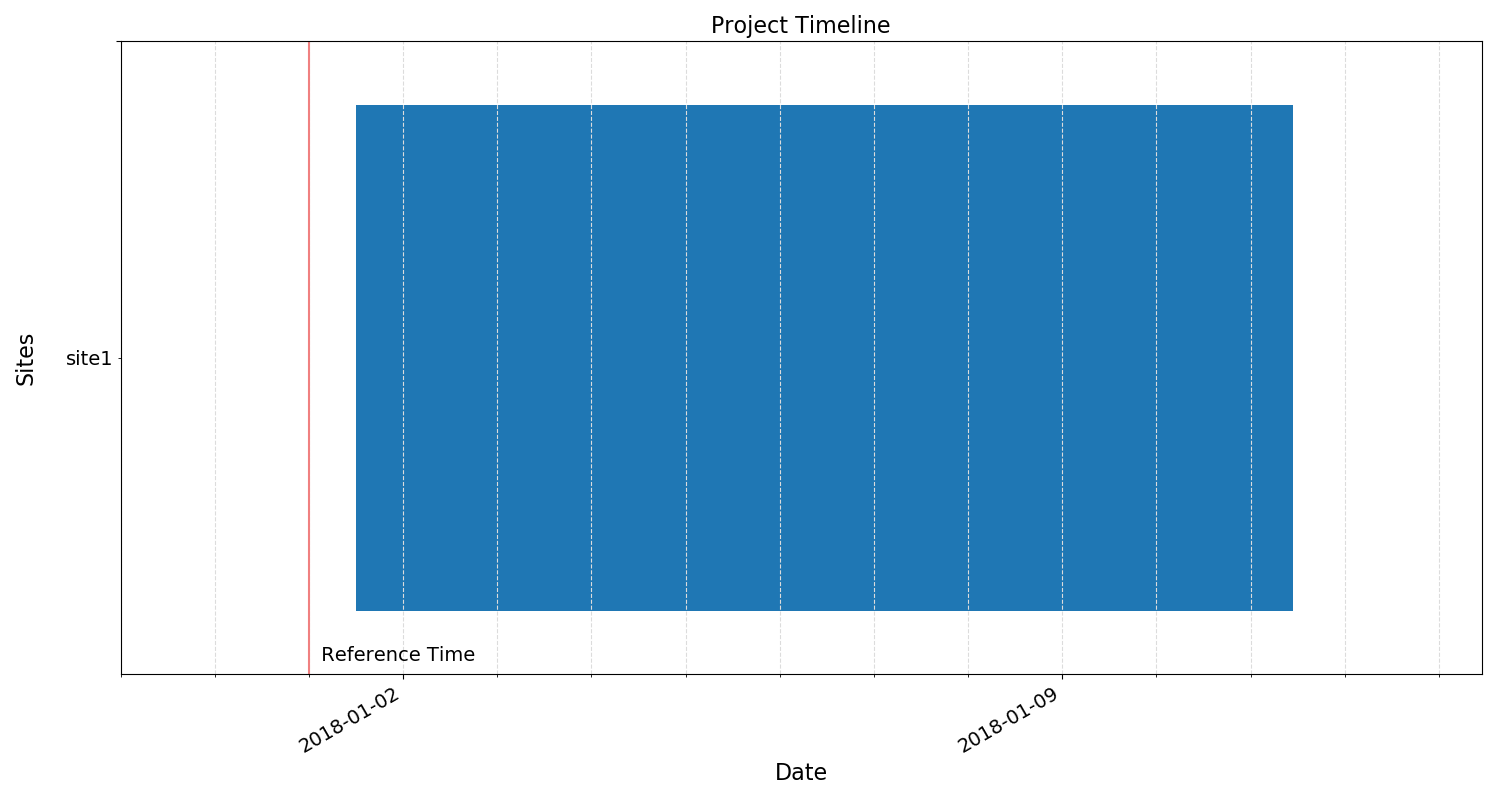 Project Timeline
Sites
site1
Reference Time
2018-01-02
2018-01-09
Date